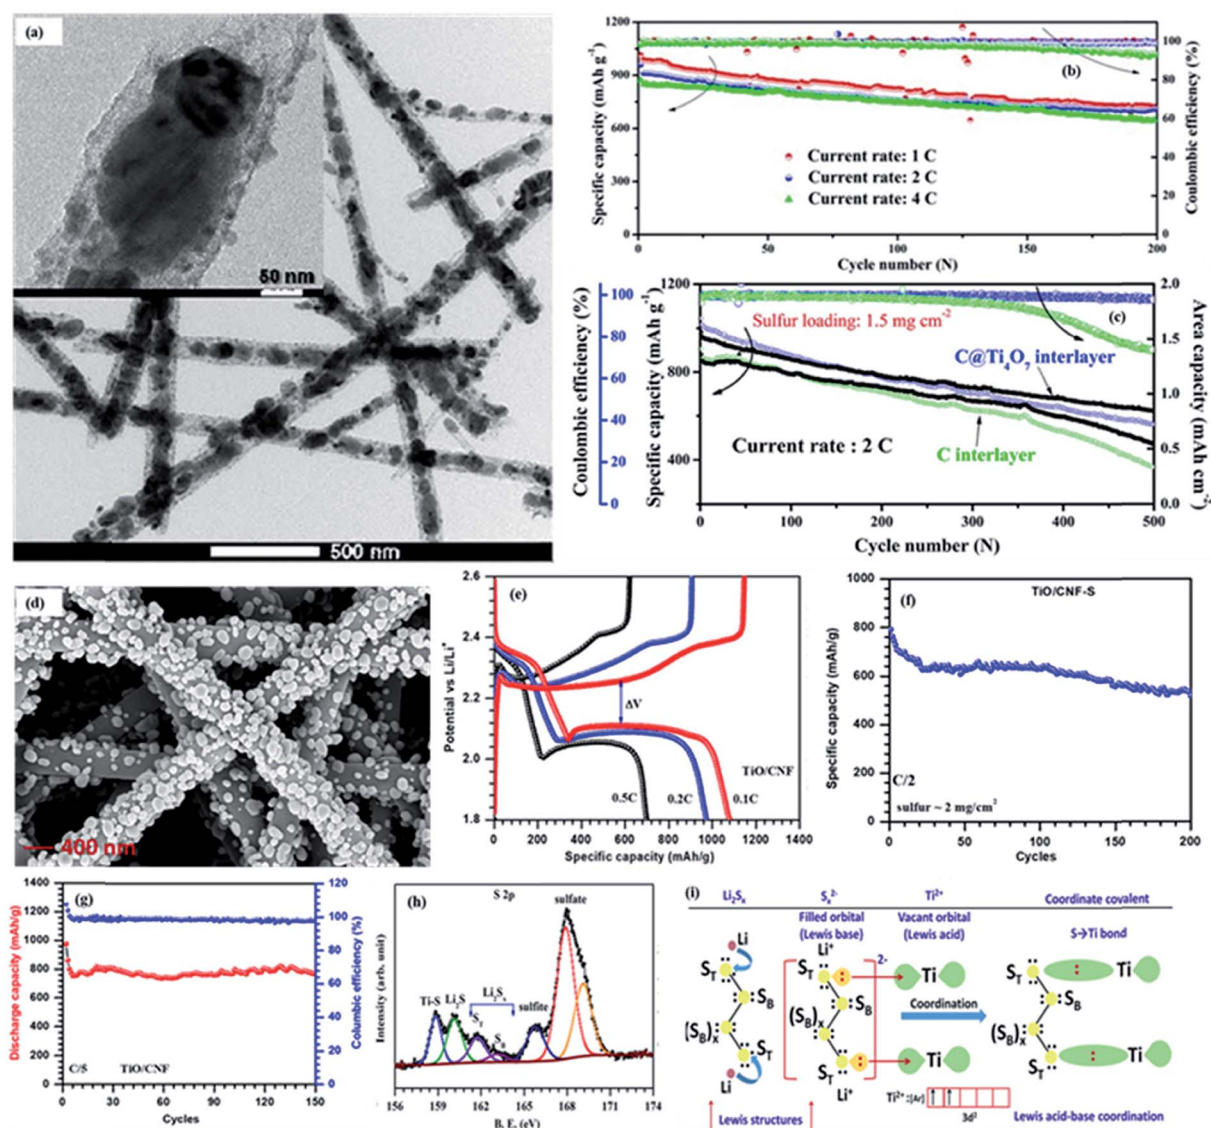 (a)
50 nm
500 nm
(b)
Specific capacity (mAh g-1)
1200
900
600
300
0
Current rate: 1 C
Current rate: 2 C
Current rate: 4 C
0
50
100
150
200
Cycle number (N)
100
80
60
40
20
0
Coulombic efficiency (%)
(c)
Coulombic efficiency (%)
100
80
60
40
20
0
Specific capacity (mAh g-1)
1200
800
400
Sulfur loading: 1.5 mg cm-2
C@Ti4O7 interlayer
Current rate : 2 C
C interlayer
0
100
200
300
400
500
Cycle number (N)
2.0
1.5
1.0
0.5
0.0
Area capacity (mAh cm-2)
(d)
400 nm
(e)
Potential vs Li/Li+
2.6
2.4
2.2
2.0
1.8
ΔV
TiO/CNF
0.5C
0.2C
0.1C
0
200
400
600
800
1000
1200
1400
Specific capacity (mAh/g)
(f)
TiO/CNF-S
Specific capacity (mAh/g)
1000
800
600
400
200
0
C/2
sulfur ~ 2 mg/cm2
0
50
100
150
200
Cycles
(g)
Discharge capacity (mAh/g)
1400
1200
1000
800
600
400
200
0
C/5 TiO/CNF
0
30
60
90
120
150
Cycles
120
100
80
60
40
20
0
Columbic efficiency (%)
(h)
S 2p
sulfate
Intensity (arb. unit)
Ti-S
Li2S
sulfite
156
159
162
165
168
171
174
B. E. (eV)
(i)
Li2Sx
Sx2-
Ti2+
Coordinate covalent
Filled orbital
(Lewis base)
Vacant orbital
(Lewis acid)
S→Ti bond
Li
Li+
2-
ST
SB
(SB)x
ST
Li
ST
SB
(SB)x
ST
Li+
Ti
Ti
Coordination
ST
Ti
SB
(SB)x
ST
Ti
Ti2+ :[Ar]
3d2
Lewis structures
Lewis acid-base coordination